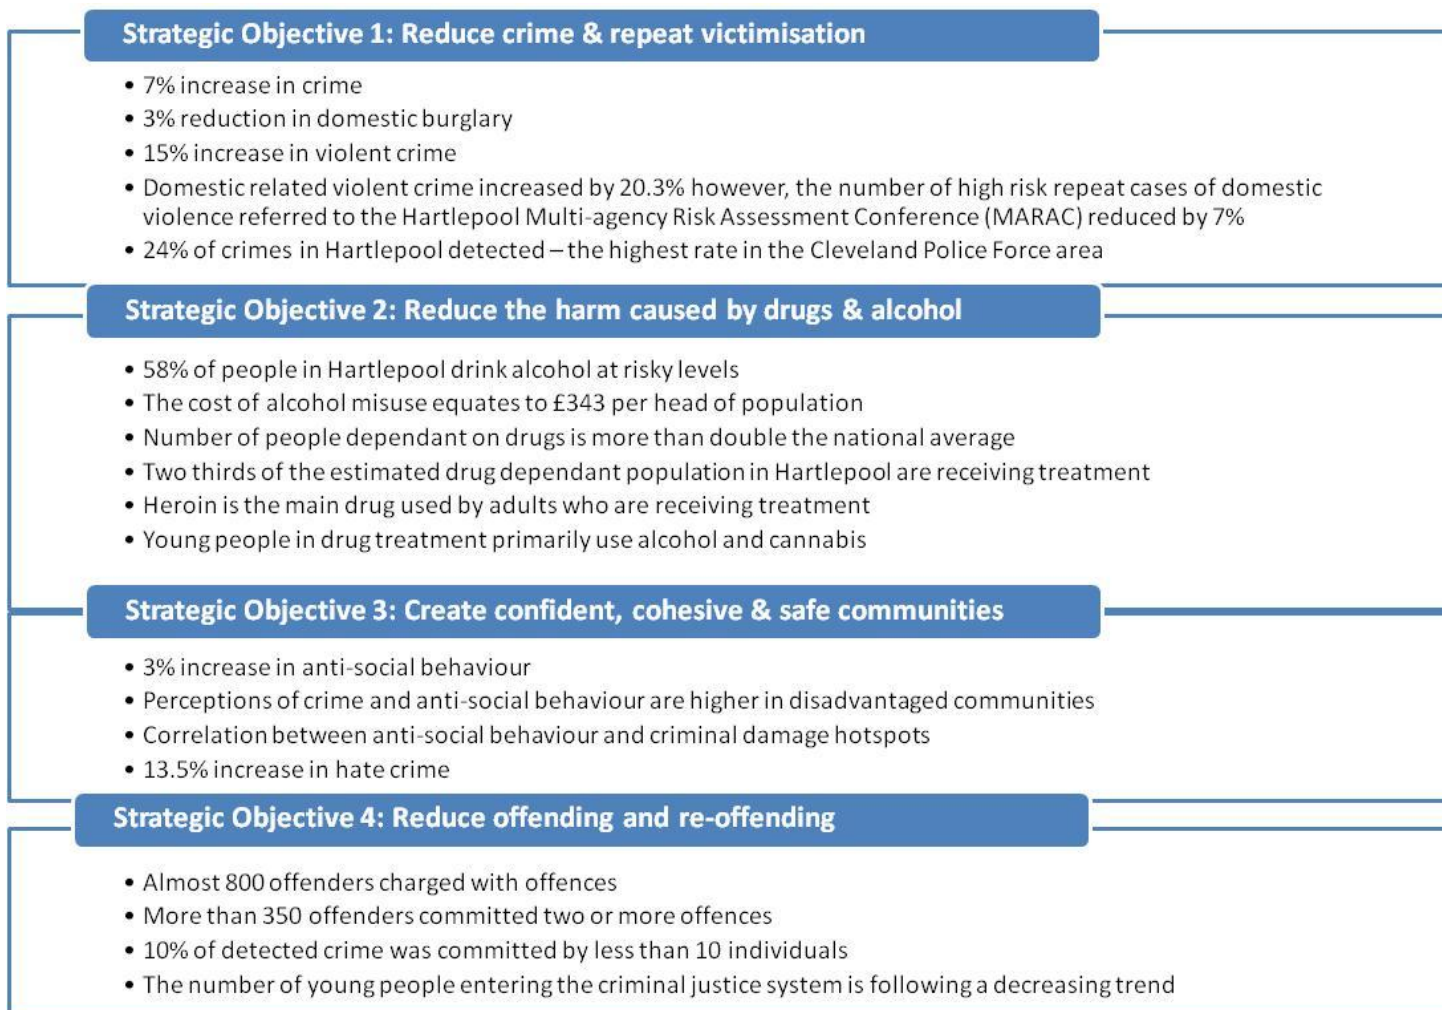 Strategic Objective 1: Reduce crime & repeat victimisation
• 7% increase in crime
• 3% reduction in domestic burglary
• 15% increase in violent crime
• Domestic related violent crime increased by 20.3% however, the number of high risk repeat cases of domestic
violence referred to the Hartlepool Multi-agency Risk Assessment Conference (MARAC) reduced by 7%
• 24% of crimes in Hartlepool detected – the highest rate in the Cleveland Police Force area
Strategic Objective 2: Reduce the harm caused by drugs & alcohol
• 58% of people in Hartlepool drink alcohol at risky levels
• The cost of alcohol misuse equates to £343 per head of population
• Number of people dependant on drugs is more than double the national average
• Two thirds of the estimated drug dependant population in Hartlepool are receiving treatment
• Heroin is the main drug used by adults who are receiving treatment
• Young people in drug treatment primarily use alcohol and cannabis
Strategic Objective 3: Create confident, cohesive & safe communities
• 3% increase in anti-social behaviour
• Perceptions of crime and anti-social behaviour are higher in disadvantaged communities
• Correlation between anti-social behaviour and criminal damage hotspots
• 13.5% increase in hate crime
Strategic Objective 4: Reduce offending and re-offending
• Almost 800 offenders charged with offences
• More than 350 offenders committed two or more offences
• 10% of detected crime was committed by less than 10 individuals
• The number of young people entering the criminal justice system is following a decreasing trend